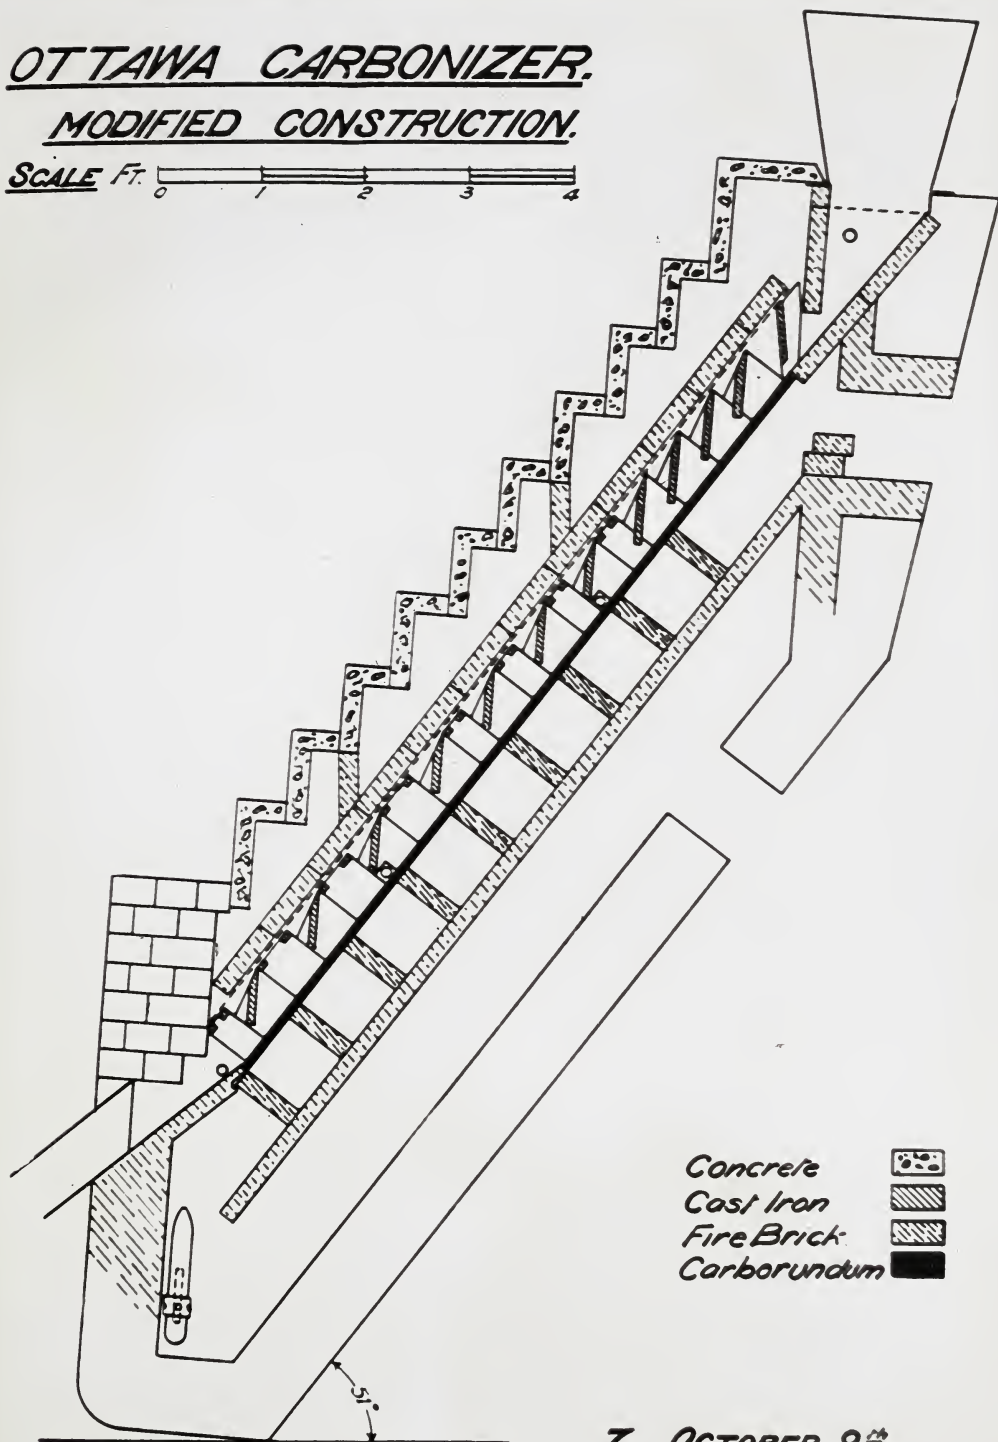 OTTAWA CARBONIZER.
MODIFIED CONSTRUCTION.
SCALE FT. 0 1 2 3 4
Concrete
Cast Iron
Fire Brick
Carborundum
51°
7. OCTOBER 8th